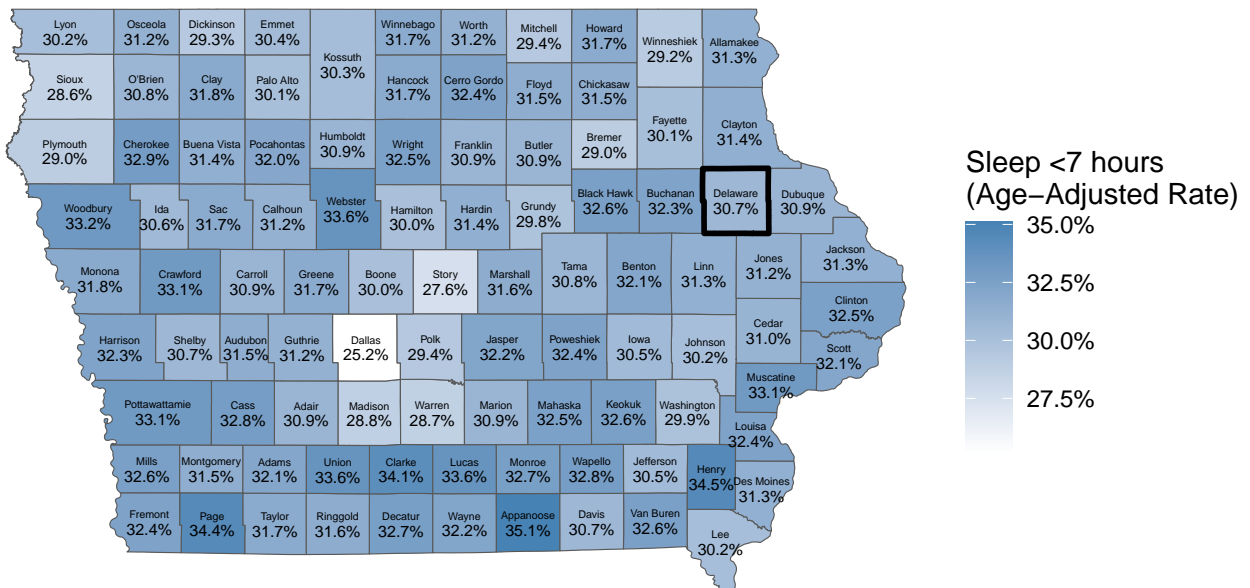 Lyon
30.2%
Osceola
31.2%
Dickinson
29.3%
Emmet
30.4%
Kossuth
30.3%
Winnebago
31.7%
Worth
31.2%
Mitchell
29.4%
Howard
31.7%
Winneshiek
29.2%
Allamakee
31.3%
Sioux
28.6%
O'Brien
30.8%
Clay
31.8%
Palo Alto
30.1%
Hancock
31.7%
Cerro Gordo
32.4%
Floyd
31.5%
Chickasaw
31.5%
Fayette
30.1%
Clayton
31.4%
Plymouth
29.0%
Cherokee
32.9%
Buena Vista
31.4%
Pocahontas
32.0%
Humboldt
30.9%
Wright
32.5%
Franklin
30.9%
Butler
30.9%
Bremer
29.0%
Woodbury
33.2%
Ida
30.6%
Sac
31.7%
Calhoun
31.2%
Webster
33.6%
Hamilton
30.0%
Hardin
31.4%
Grundy
29.8%
Black Hawk
32.6%
Buchanan
32.3%
Delaware
30.7%
Dubuque
30.9%
Monona
31.8%
Crawford
33.1%
Carroll
30.9%
Greene
31.7%
Boone
30.0%
Story
27.6%
Marshall
31.6%
Tama
30.8%
Benton
32.1%
Linn
31.3%
Jones
31.2%
Jackson
31.3%
Clinton
32.5%
Harrison
32.3%
Shelby
30.7%
Audubon
31.5%
Guthrie
31.2%
Dallas
25.2%
Polk
29.4%
Jasper
32.2%
Poweshiek
32.4%
Iowa
30.5%
Johnson
30.2%
Cedar
31.0%
Scott
32.1%
Muscatine
33.1%
Pottawattamie
33.1%
Cass
32.8%
Adair
30.9%
Madison
28.8%
Warren
28.7%
Marion
30.9%
Mahaska
32.5%
Keokuk
32.6%
Washington
29.9%
Louisa
32.4%
Mills
32.6%
Montgomery
31.5%
Adams
32.1%
Union
33.6%
Clarke
34.1%
Lucas
33.6%
Monroe
32.7%
Wapello
32.8%
Jefferson
30.5%
Henry
34.5%
Des Moines
31.3%
Fremont
32.4%
Page
34.4%
Taylor
31.7%
Ringgold
31.6%
Decatur
32.7%
Wayne
32.2%
Appanoose
35.1%
Davis
30.7%
Van Buren
32.6%
Lee
30.2%
Sleep <7 hours
(Age−Adjusted Rate)
35.0%
32.5%
30.0%
27.5%